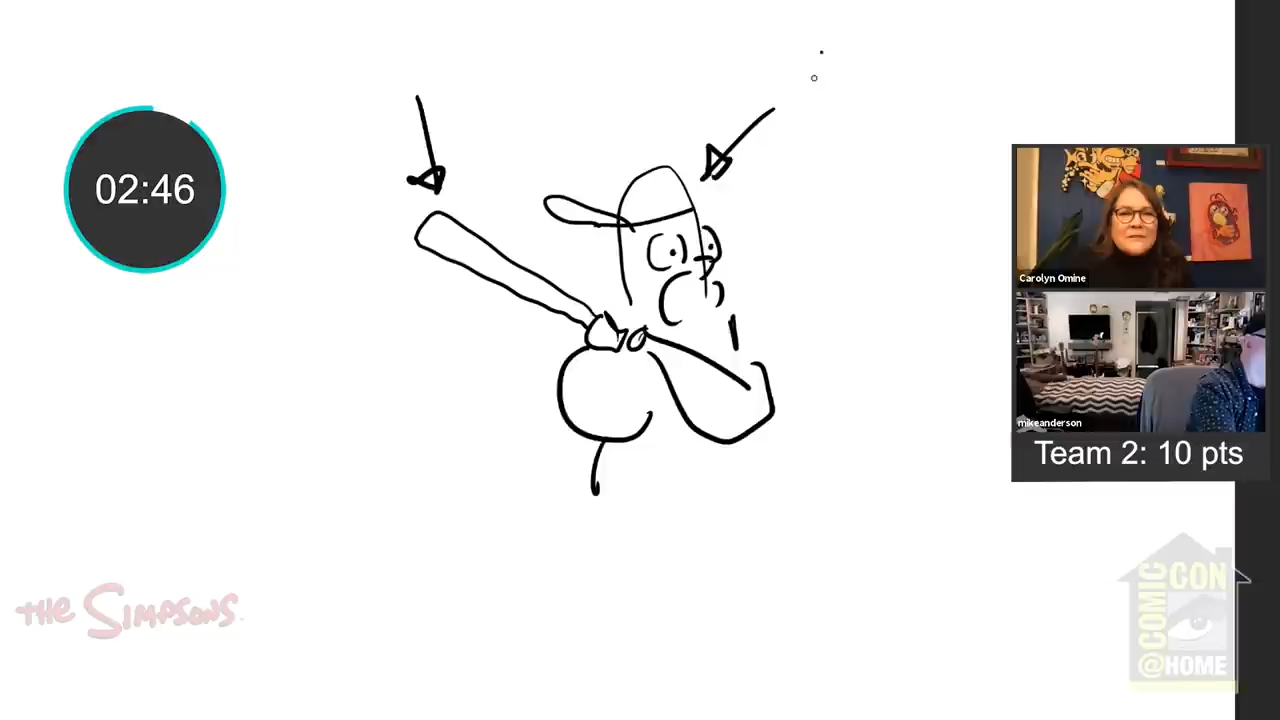 02:46
Carolyn Omine
mikeanderson
Team 2: 10 pts
THE SIMPSONS
COMIC CON
@HOME